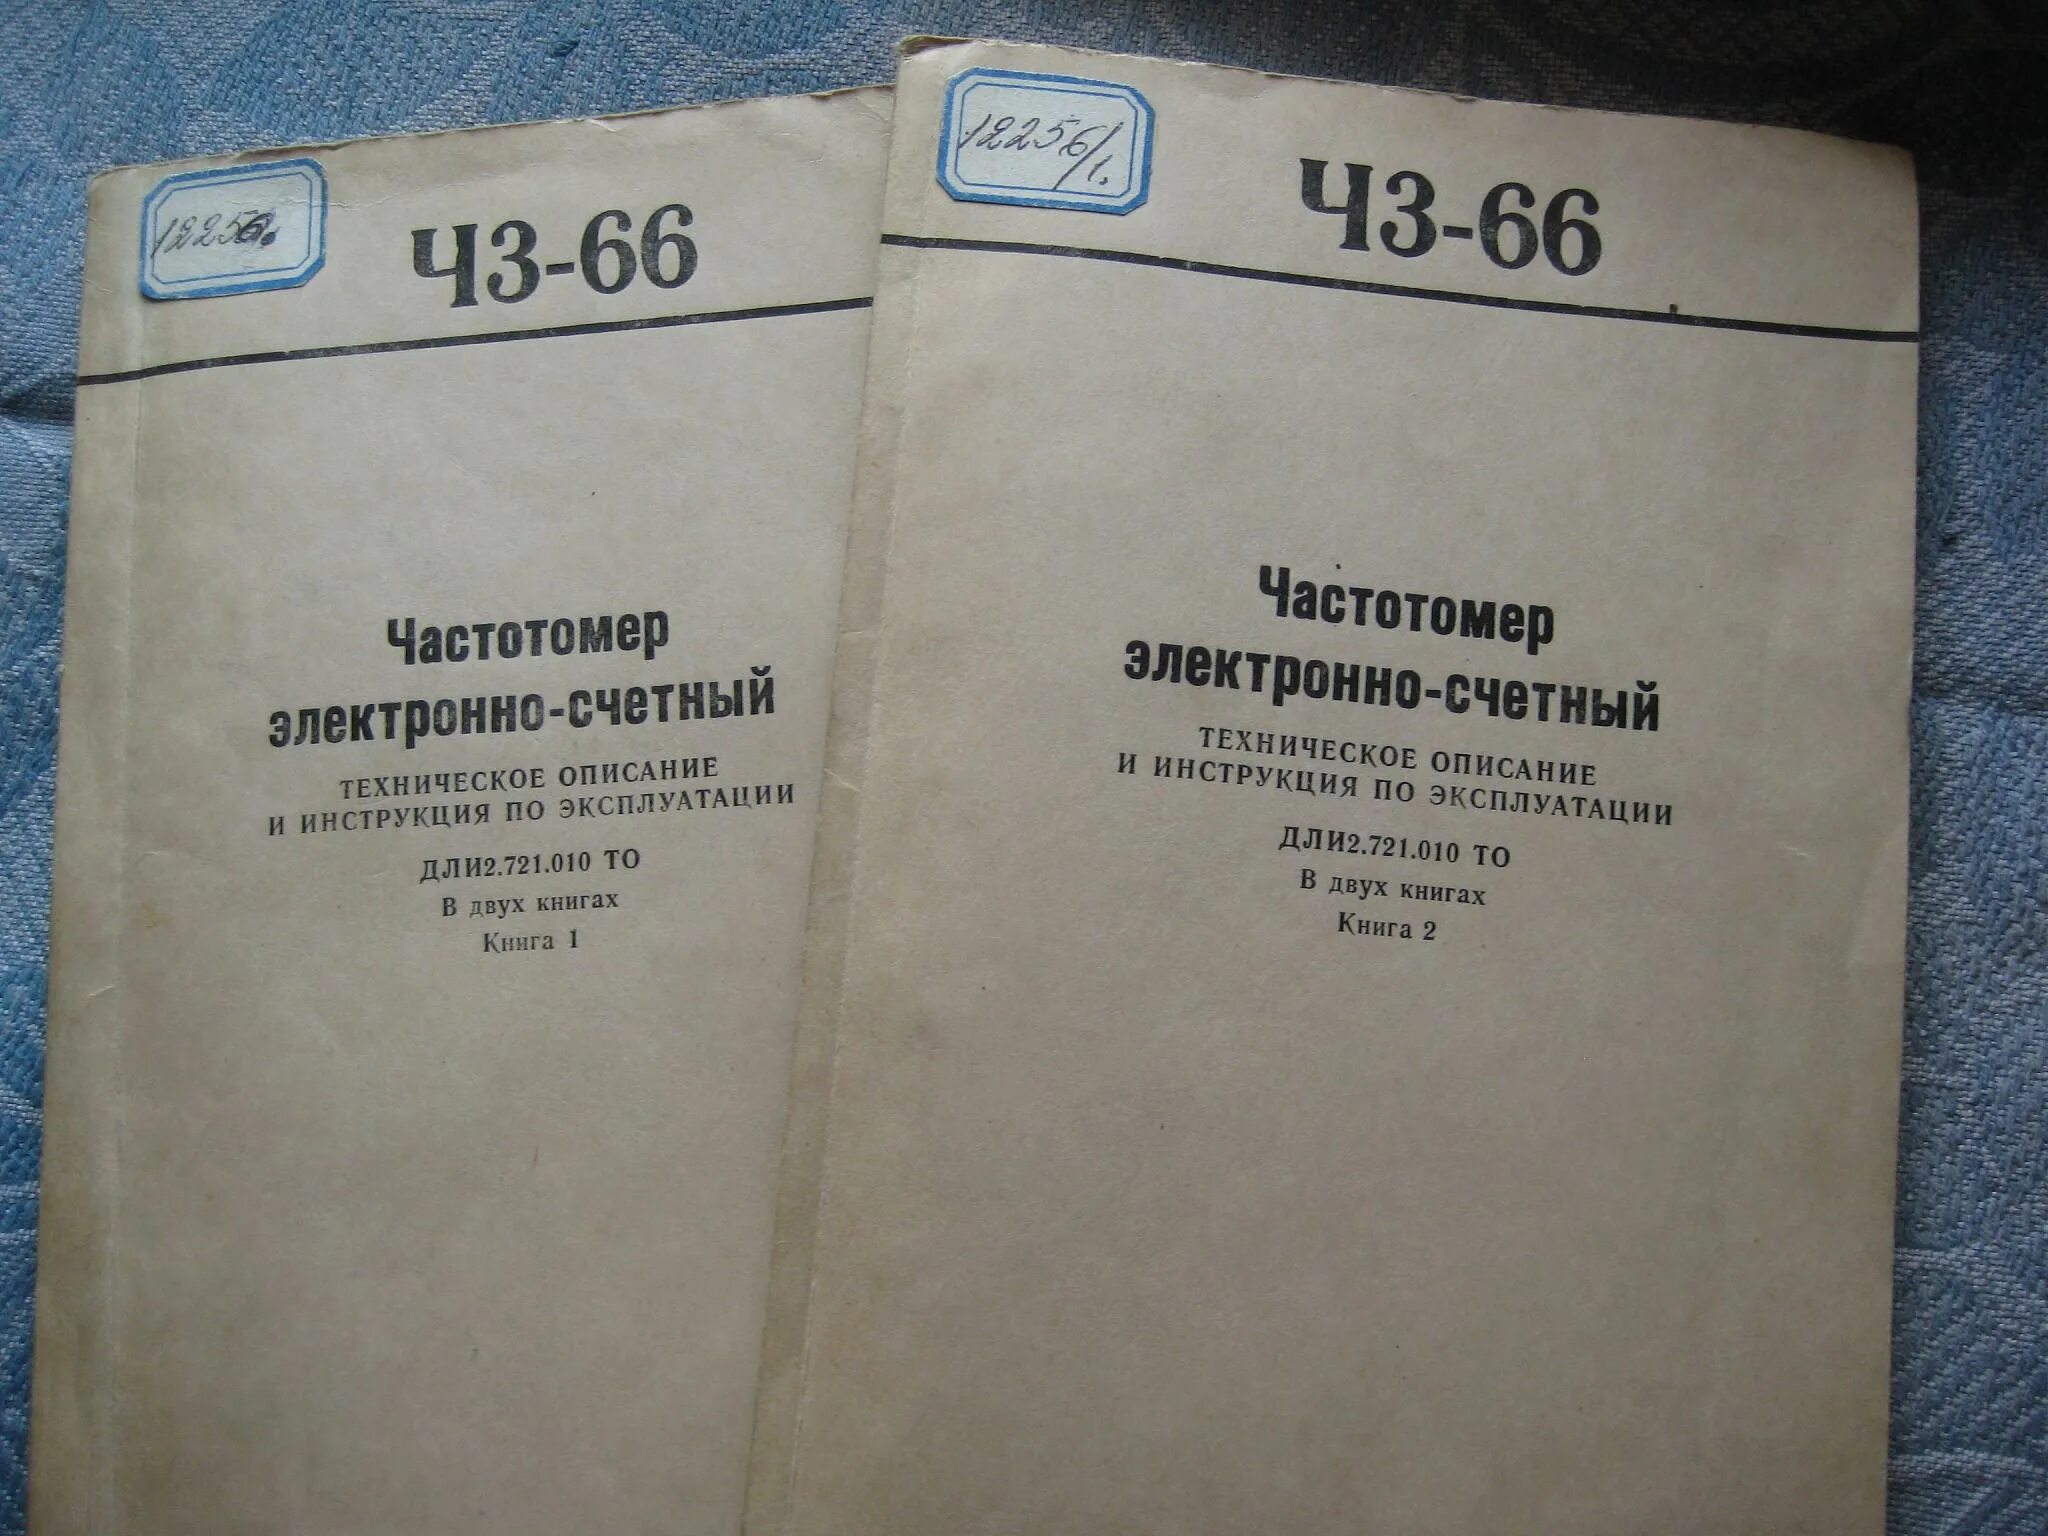 12256.
Ч3-66
Частотомер
электронно-счетный
ТЕХНИЧЕСКОЕ ОПИСАНИЕ
И ИНСТРУКЦИЯ ПО ЭКСПЛУАТАЦИИ
ДЛИ2.721.010 ТО
В двух книгах
Книга 1
12256/1.
Ч3-66
Частотомер
электронно-счетный
ТЕХНИЧЕСКОЕ ОПИСАНИЕ
И ИНСТРУКЦИЯ ПО ЭКСПЛУАТАЦИИ
ДЛИ2.721.010 ТО
В двух книгах
Книга 2